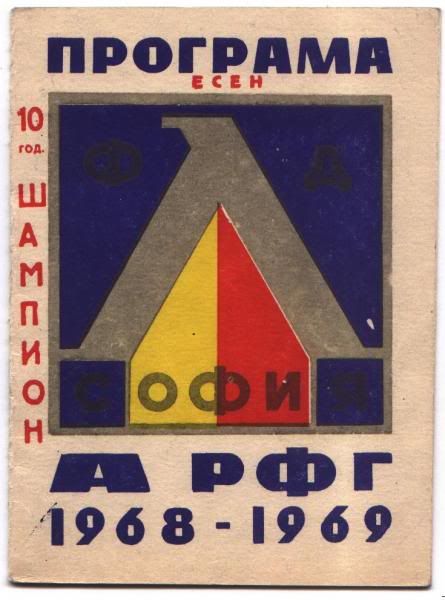 ПРОГРАМА
ЕСЕН
10
ГОД.
ШАМПИОН
Ф Д
СОФИЯ
А РФГ
1968-1969